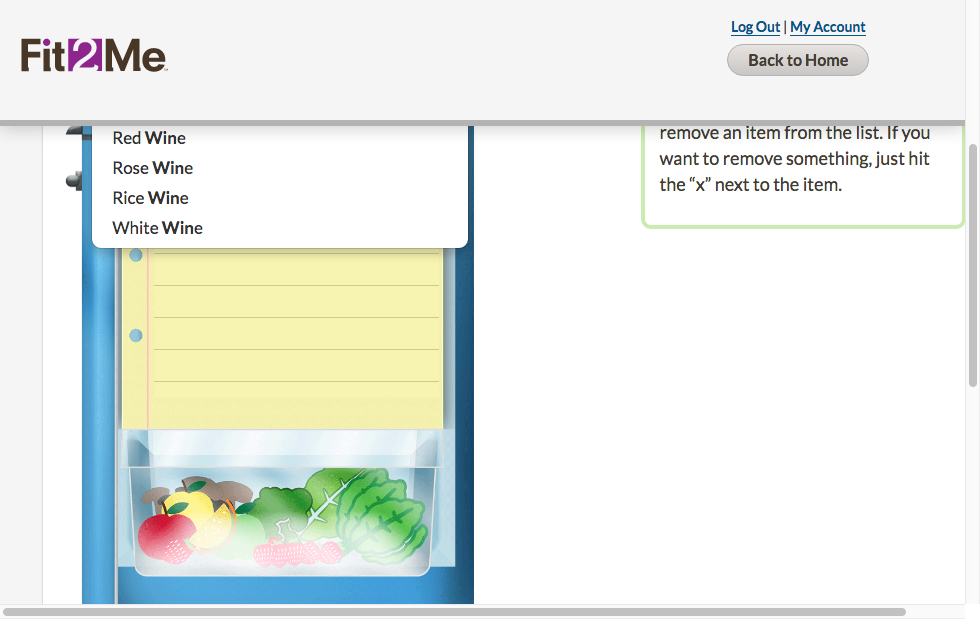 Fit2Me
Log Out | My Account
Back to Home
Red Wine
Rose Wine
Rice Wine
White Wine
remove an item from the list. If you
want to remove something, just hit
the “x” next to the item.